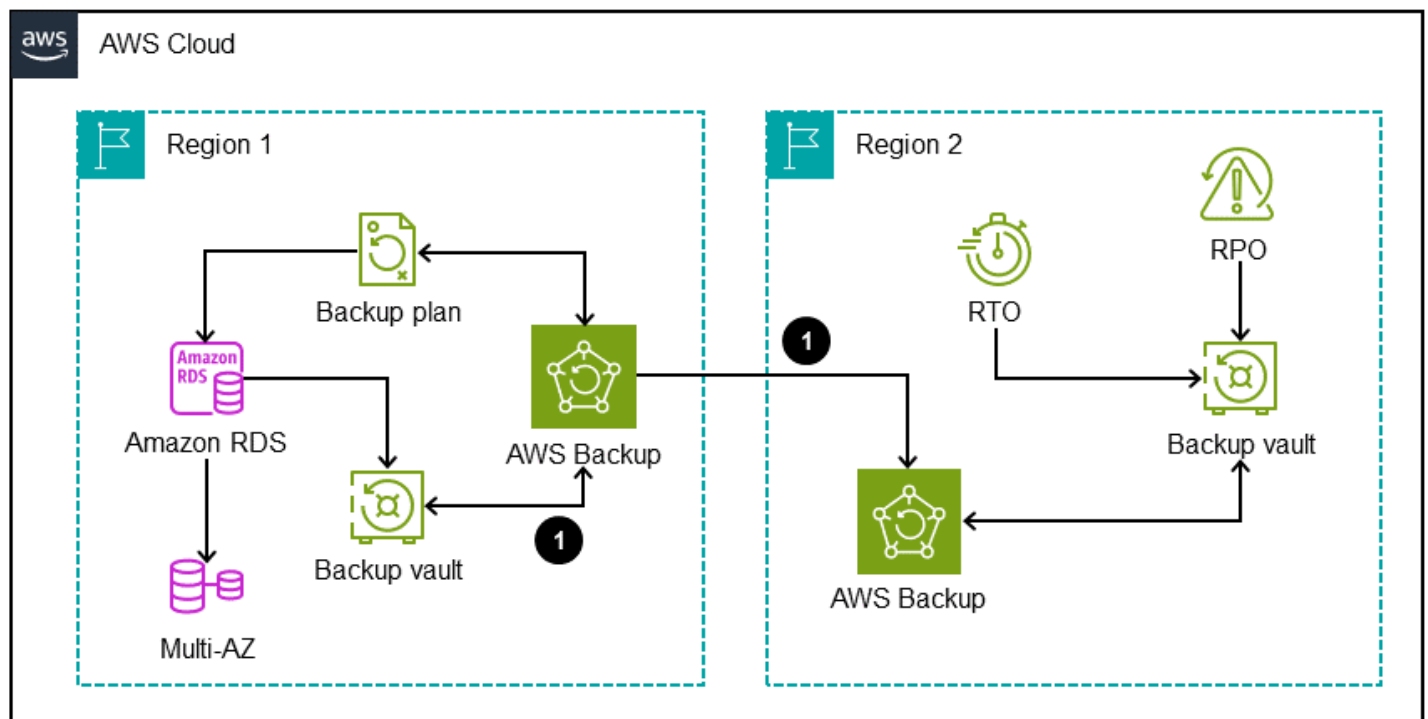 aws
AWS Cloud
Region 1
Backup plan
Amazon
RDS
Amazon RDS
AWS Backup
1
Backup vault
Multi-AZ
1
Region 2
RPO
RTO
Backup vault
AWS Backup